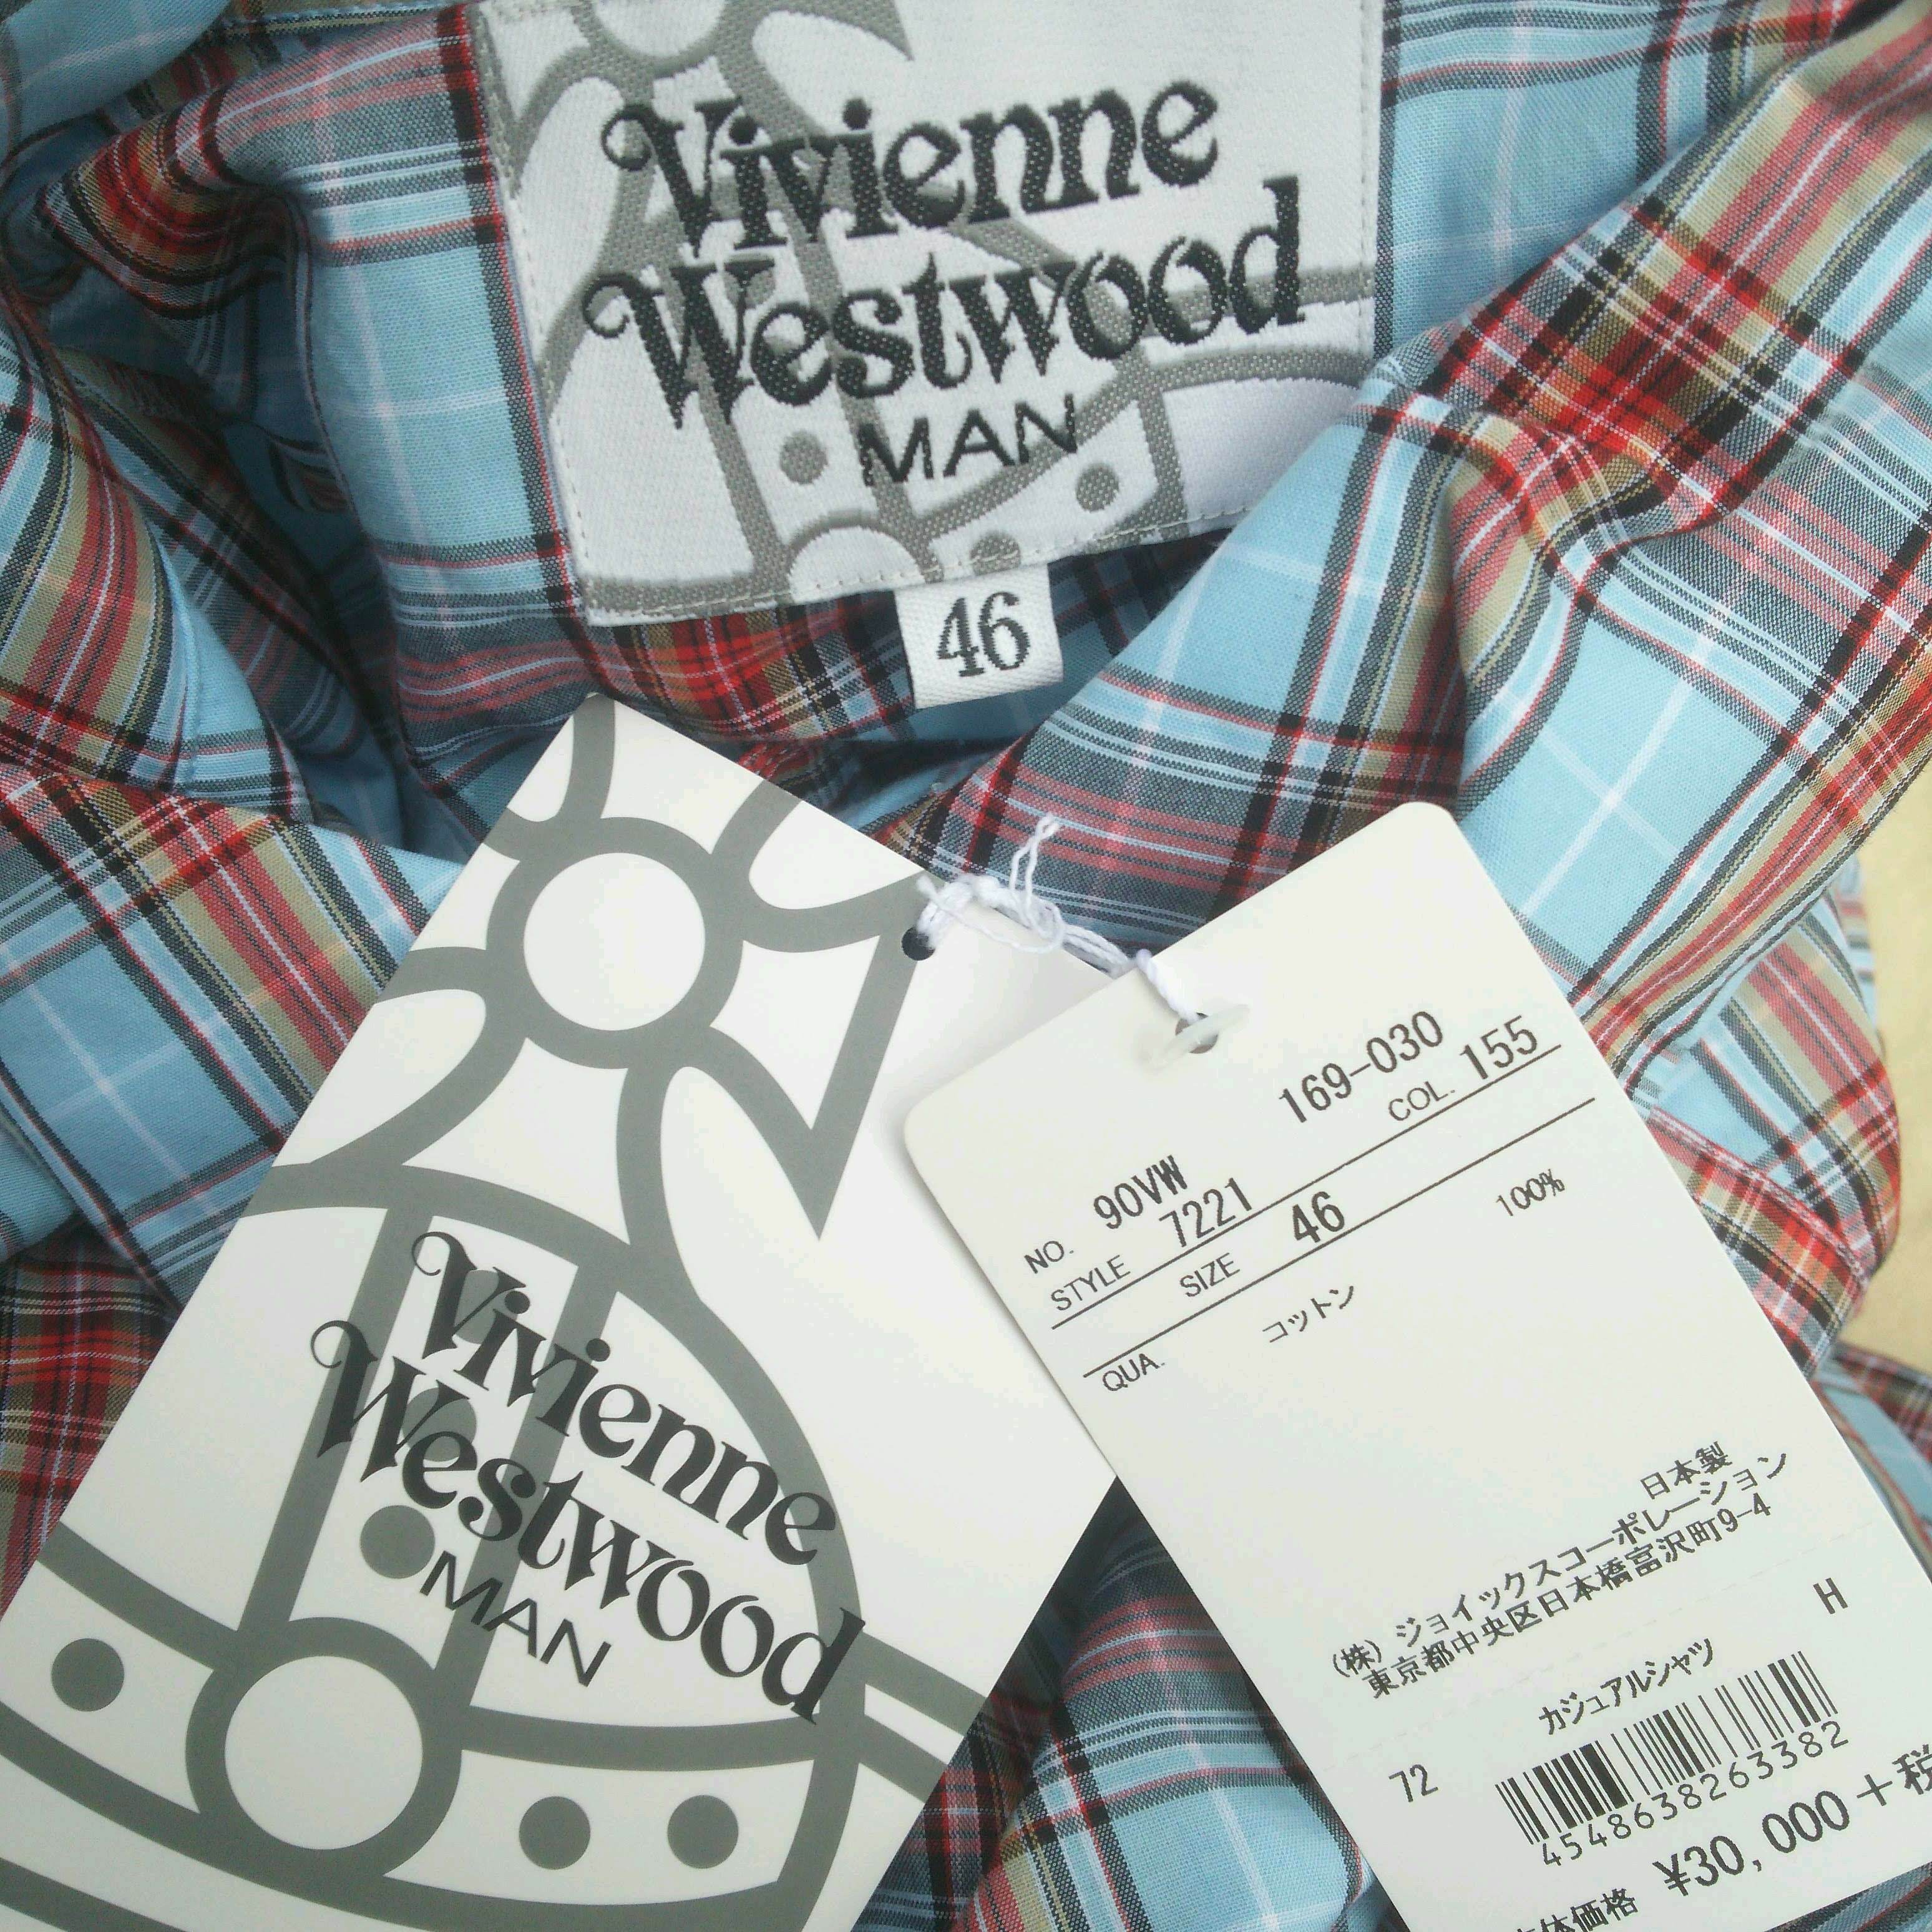 Vivienne
Westwood
MAN
46
Vivienne
Westwood
MAN
169-030
NO. 90VW COL. 155
STYLE 7221
SIZE 46
QUA. コットン 100%
日本製
(株) ジョイックスコーポレーション
東京都中央区日本橋富沢町9-4
H
カジュアルシャツ
72
4548638263382
体価格 ¥30,000+税